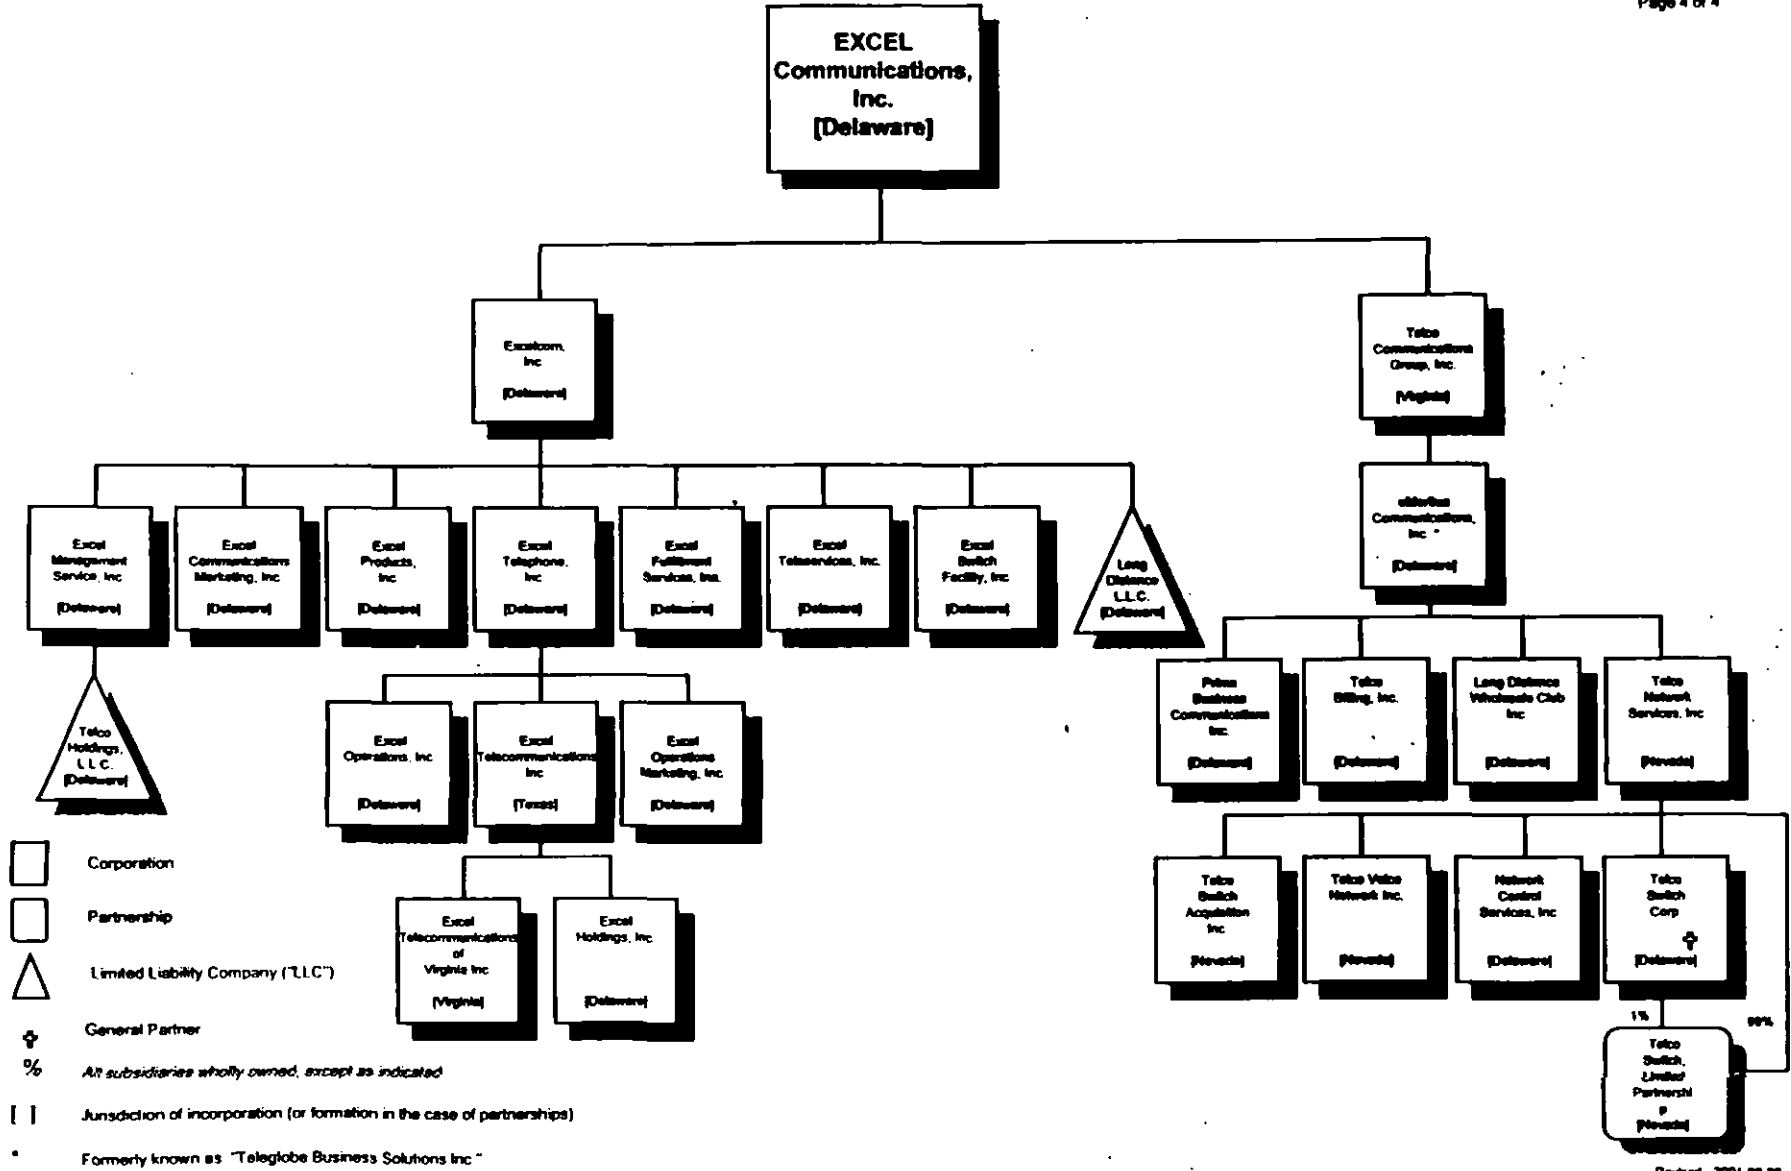 Page 4 of 4
EXCEL
Communications,
Inc.
[Delaware]
Excelcom,
Inc
[Delaware]
Telco
Communications
Group, Inc.
[Virginia]
Communications,
Inc *
[Delaware]
Excel
Management
Service, Inc
[Delaware]
Excel
Communications
Marketing, Inc
[Delaware]
Excel
Products,
Inc
[Delaware]
Excel
Telephone,
Inc
[Delaware]
Excel
Fulfillment
Services, Inc.
[Delaware]
Excel
Teleservices, Inc.
[Delaware]
Excel
Switch
Facility, Inc
[Delaware]
Long
Distance
L.L.C.
[Delaware]
Telco
Holdings,
L.L.C.
[Delaware]
Excel
Operations, Inc
[Delaware]
Excel
Telecommunications
Inc
[Texas]
Excel
Operations
Marketing, Inc
[Delaware]
Prime
Business
Communications
Inc.
[Delaware]
Telco
Billing, Inc.
[Delaware]
Long Distance
Wholesale Club
Inc
[Delaware]
Telco
Network
Services, Inc
[Nevada]
Excel
Telecommunications
of
Virginia Inc
[Virginia]
Excel
Holdings, Inc
[Delaware]
Telco
Switch
Acquisition
Inc
[Nevada]
Telco Voice
Network Inc.
[Nevada]
Network
Control
Services, Inc
[Delaware]
Telco
Switch
Corp
[Delaware]
1%
99%
Telco
Switch,
Limited
Partnershi
p
[Nevada]
Corporation
Partnership
Limited Liability Company ("LLC")
General Partner
% All subsidiaries wholly owned, except as indicated
[ ] Jurisdiction of incorporation (or formation in the case of partnerships)
* Formerly known as "Teleglobe Business Solutions Inc"